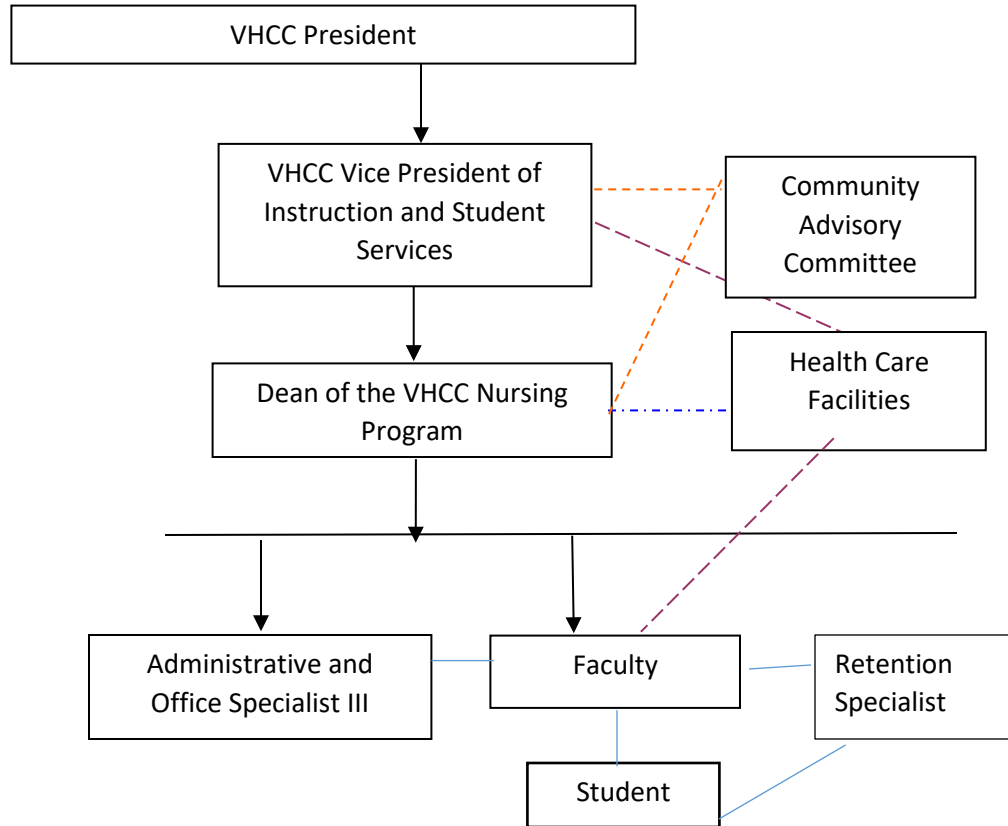 VHCC President
VHCC Vice President of
Instruction and Student
Services
Community
Advisory
Committee
Dean of the VHCC Nursing
Program
Health Care
Facilities
Administrative and
Office Specialist III
Faculty
Retention
Specialist
Student